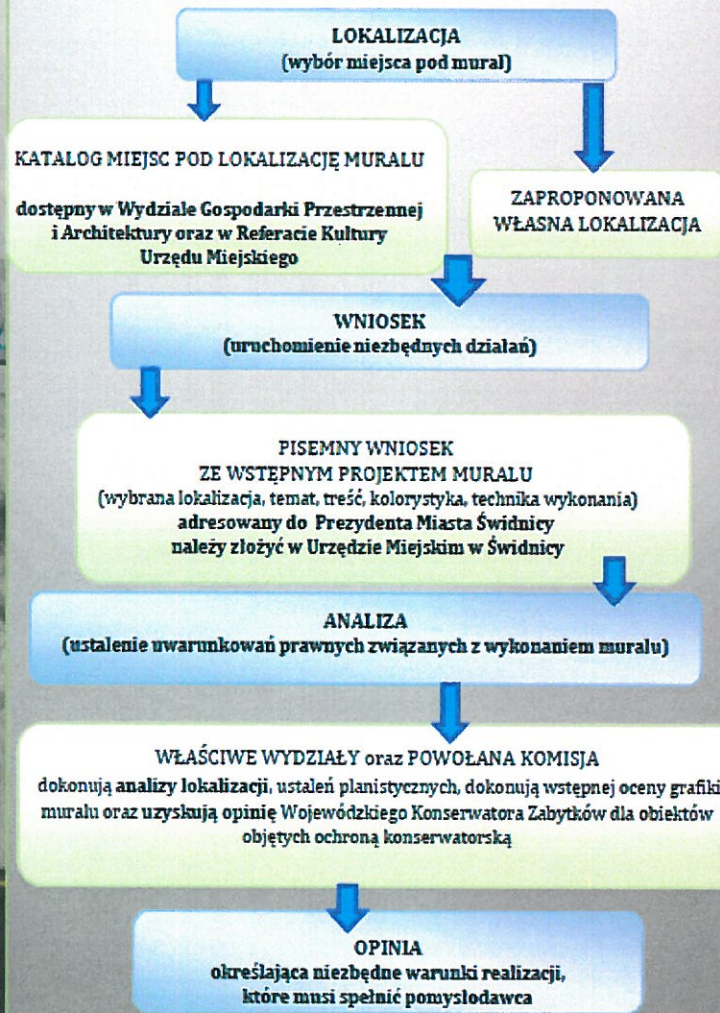 LOKALIZACJA
(wybór miejsca pod mural)
KATALOG MIEJSC POD LOKALIZACJĘ MURALU
dostępny w Wydziale Gospodarki Przestrzennej
i Architektury oraz w Referacie Kultury
Urzędu Miejskiego
ZAPROPONOWANA
WŁASNA LOKALIZACJA
WNIOSEK
(uruchomienie niezbędnych działań)
PISEMNY WNIOSEK
ZE WSTĘPNYM PROJEKTEM MURALU
(wybrana lokalizacja, temat, treść, kolorystyka, technika wykonania)
adresowany do Prezydenta Miasta Świdnicy
należy złożyć w Urzędzie Miejskim w Świdnicy
ANALIZA
(ustalenie uwarunkowań prawnych związanych z wykonaniem muralu)
WŁAŚCIWE WYDZIAŁY oraz POWOŁANA KOMISJA
dokonują analizy lokalizacji, ustaleń planistycznych, dokonują wstępnej oceny grafiki
muralu oraz uzyskują opinię Wojewódzkiego Konserwatora Zabytków dla obiektów
objętych ochroną konserwatorską
OPINIA
określająca niezbędne warunki realizacji,
które musi spełnić pomysłodawca